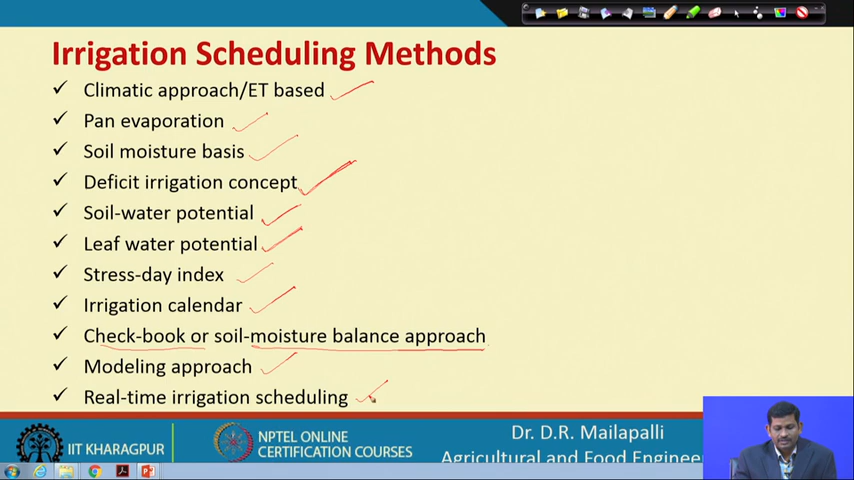 Irrigation Scheduling Methods
✓ Climatic approach/ET based
✓ Pan evaporation
✓ Soil moisture basis
✓ Deficit irrigation concept
✓ Soil-water potential
✓ Leaf water potential
✓ Stress-day index
✓ Irrigation calendar
✓ Check-book or soil-moisture balance approach
✓ Modeling approach
✓ Real-time irrigation scheduling
IIT KHARAGPUR
NPTEL ONLINE
CERTIFICATION COURSES
Dr. D.R. Mailapalli
Agricultural and Food Engineer